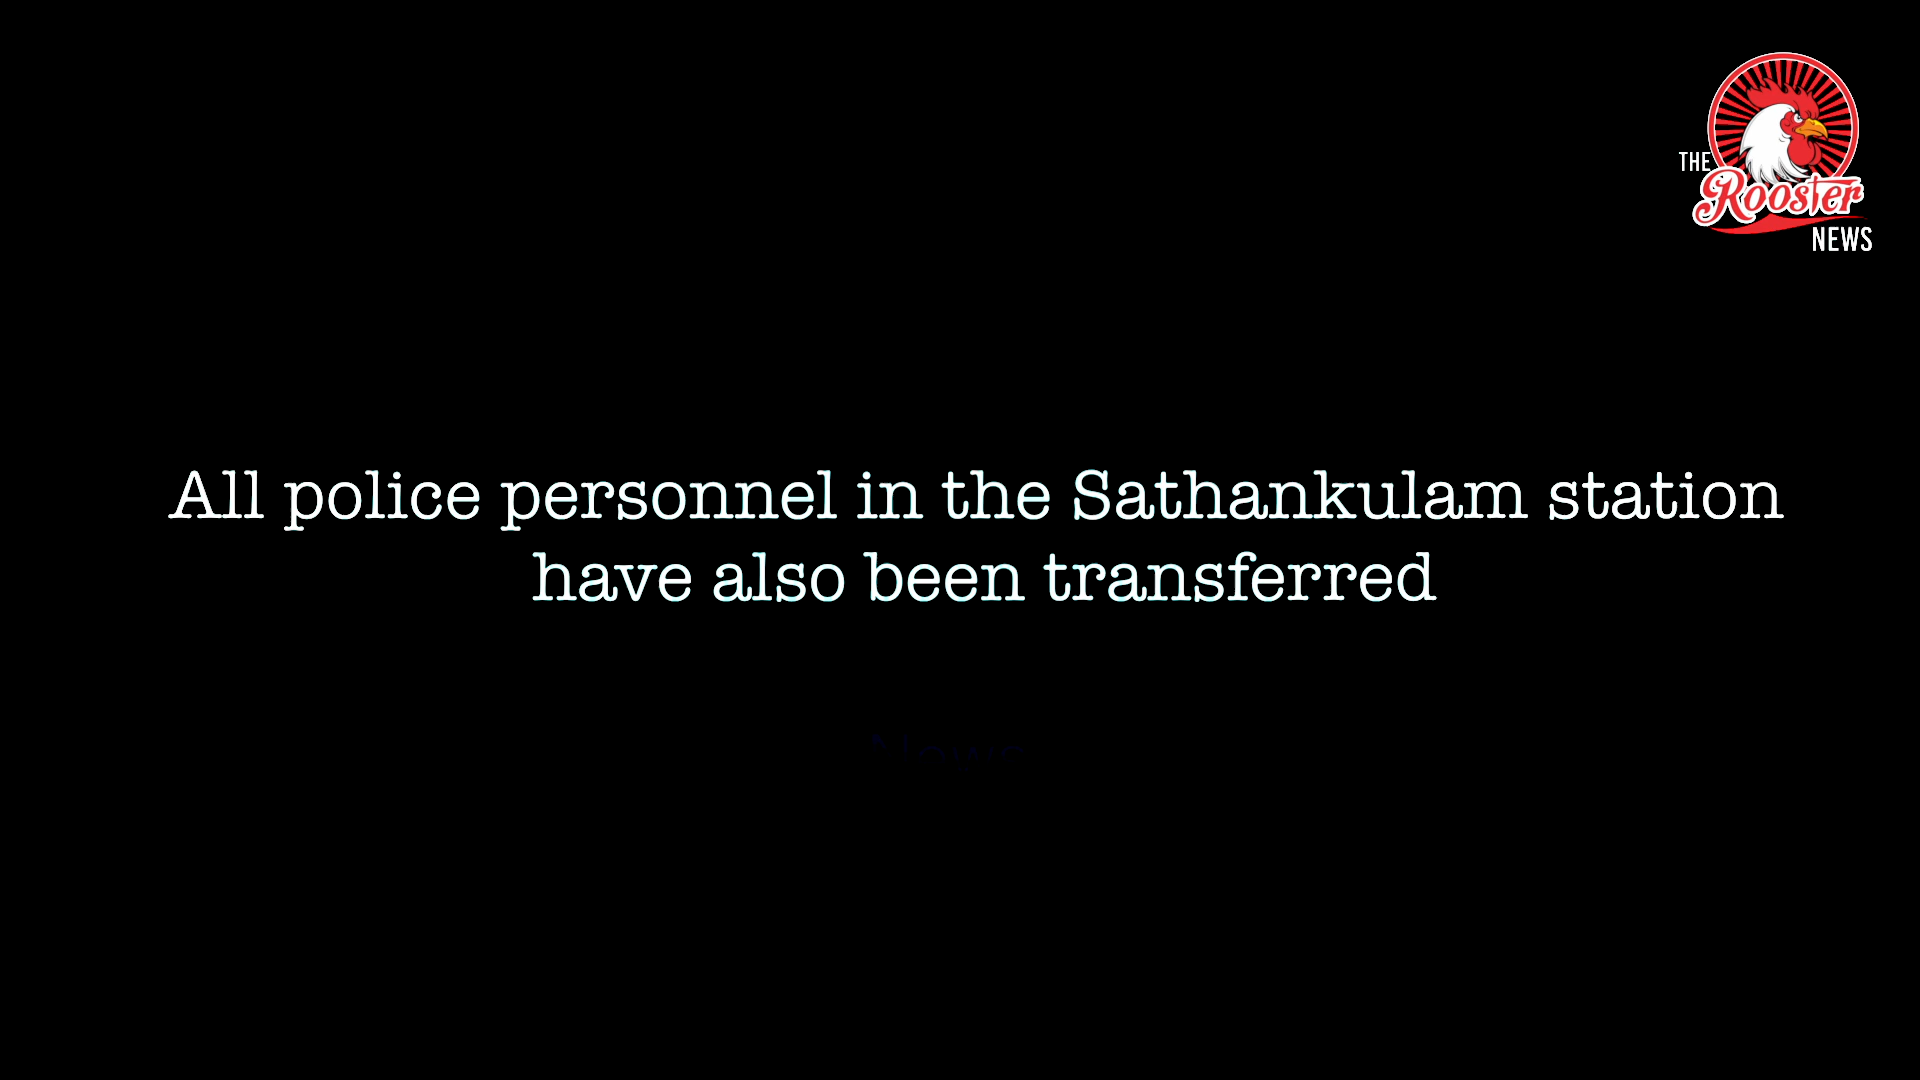 THE
Rooster
NEWS
All police personnel in the Sathankulam station
have also been transferred